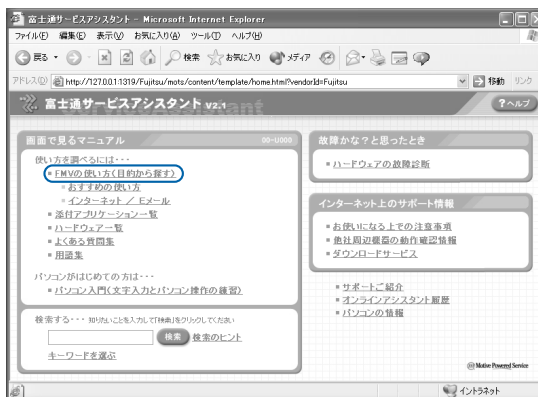 富士通サービスアシスタント - Microsoft Internet Explorer
ファイル(F) 編集(E) 表示(V) お気に入り(A) ツール(T) ヘルプ(H)
戻る 検索 お気に入り メディア
アドレス(D) http://127.0.0.1:1319/Fujitsu/mots/content/template/home.html?vendorId=Fujitsu 移動 リンク
富士通サービスアシスタント V2.1 ?ヘルプ
画面で見るマニュアル 00-U000
使い方を調べるには・・・
FMVの使い方(目的から探す)
おすすめの使い方
インターネット / Eメール
添付アプリケーション一覧
ハードウェア一覧
よくある質問集
用語集
パソコンがはじめての方は・・・
パソコン入門(文字入力とパソコン操作の練習)
検索する・・・ 知りたいことを入力して「検索」をクリックしてください
検索 検索のヒント
キーワードを選ぶ
故障かな?と思ったとき
ハードウェアの故障診断
インターネット上のサポート情報
お使いになる上での注意事項
他社周辺機器の動作確認情報
ダウンロードサービス
サポートご紹介
オンラインアシスタント履歴
パソコンの情報
Motive Powered Service
イントラネット